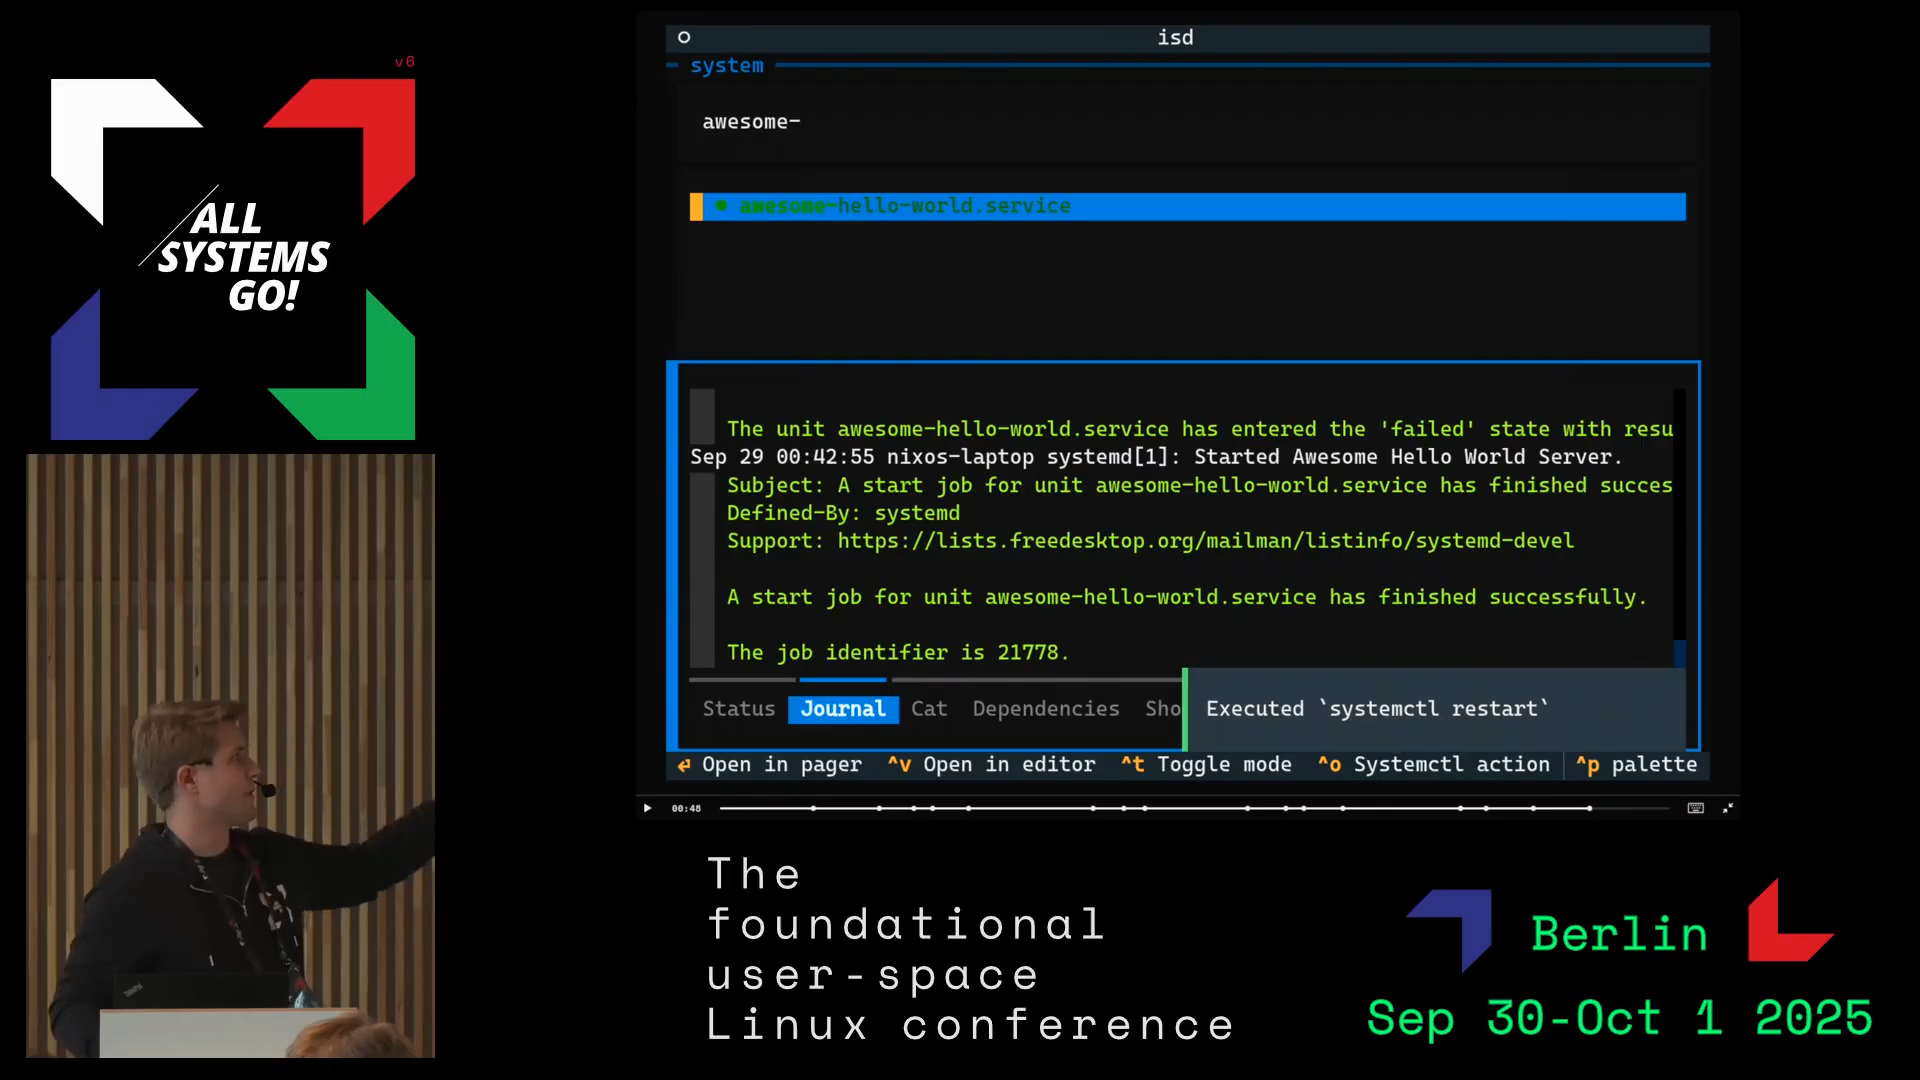 v6
ALL
SYSTEMS
GO!
isd
system
awesome-
awesome-hello-world.service
The unit awesome-hello-world.service has entered the 'failed' state with resu
Sep 29 00:42:55 nixos-laptop systemd[1]: Started Awesome Hello World Server.
Subject: A start job for unit awesome-hello-world.service has finished succes
Defined-By: systemd
Support: https://lists.freedesktop.org/mailman/listinfo/systemd-devel
A start job for unit awesome-hello-world.service has finished successfully.
The job identifier is 21778.
Status Journal Cat Dependencies Sho
Executed `systemctl restart`
⏎ Open in pager ^v Open in editor ^t Toggle mode ^o Systemctl action ^p palette
00:48
ThinkPad
The
foundational
user-space
Linux conference
Berlin
Sep 30-Oct 1 2025